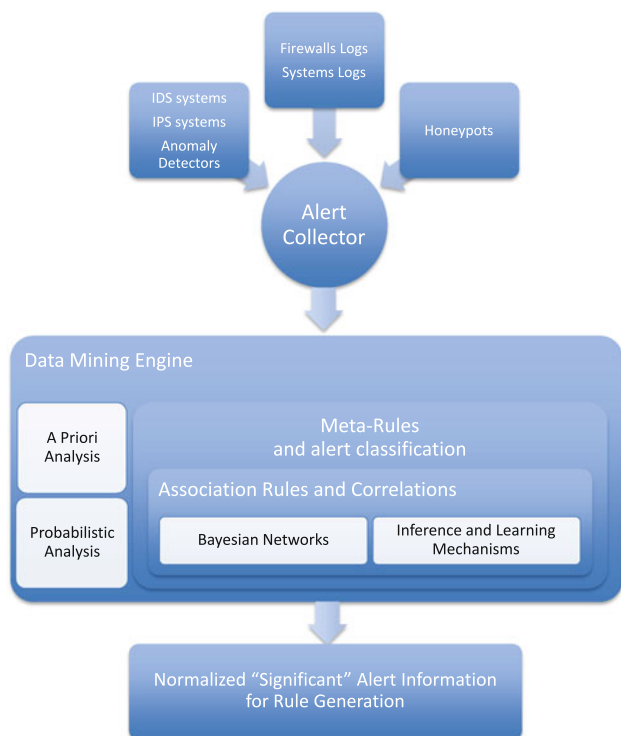 Firewalls Logs
Systems Logs
IDS systems
IPS systems
Anomaly
Detectors
Honeypots
Alert
Collector
Data Mining Engine
A Priori
Analysis
Probabilistic
Analysis
Meta-Rules
and alert classification
Association Rules and Correlations
Bayesian Networks
Inference and Learning
Mechanisms
Normalized “Significant” Alert Information
for Rule Generation